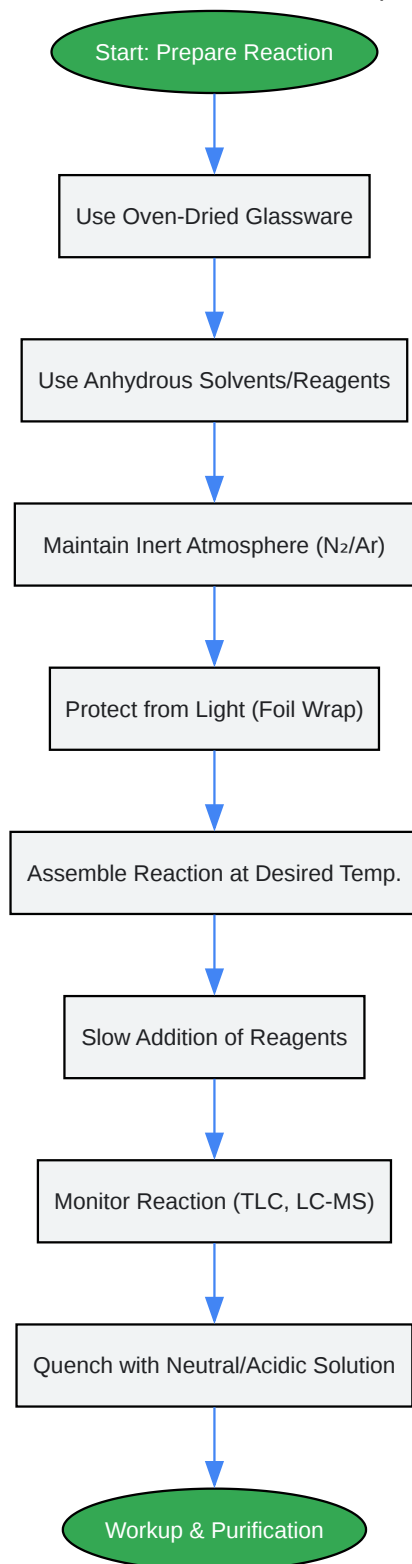 Start: Prepare Reaction
Use Oven-Dried Glassware
Use Anhydrous Solvents/Reagents
Maintain Inert Atmosphere (N₂/Ar)
Protect from Light (Foil Wrap)
Assemble Reaction at Desired Temp.
Slow Addition of Reagents
Monitor Reaction (TLC, LC-MS)
Quench with Neutral/Acidic Solution
Workup & Purification